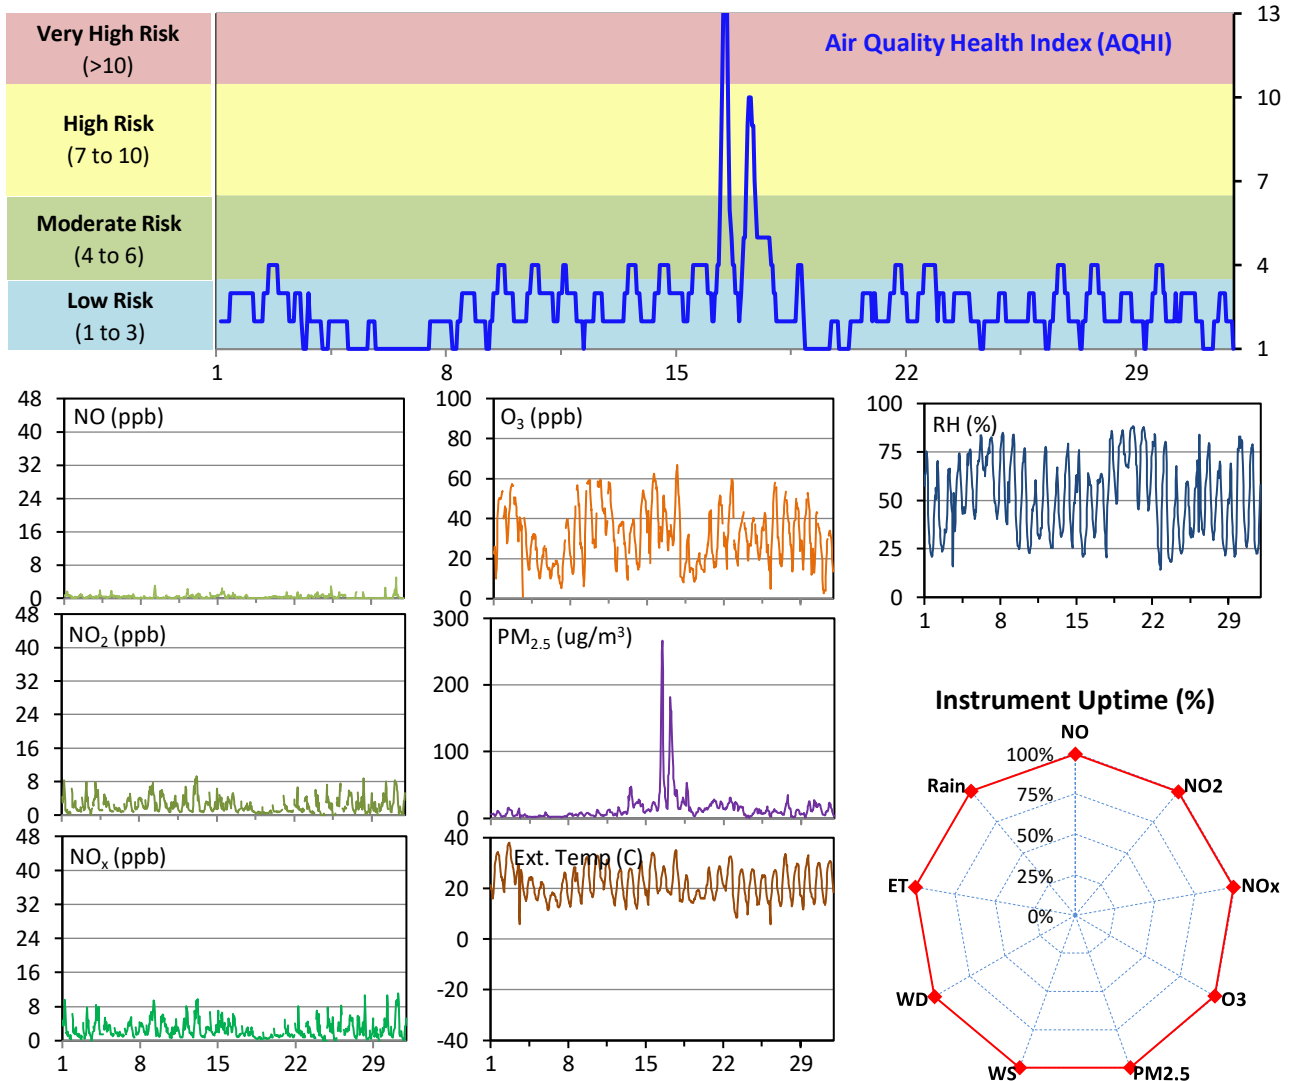 Very High Risk
(>10)
High Risk
(7 to 10)
Moderate Risk
(4 to 6)
Low Risk
(1 to 3)
Air Quality Health Index (AQHI)
13
10
7
4
1
1 8 15 22 29
NO (ppb)
48
40
32
24
16
8
0
NO2 (ppb)
48
40
32
24
16
8
0
NOx (ppb)
48
40
32
24
16
8
0
1 8 15 22 29
O3 (ppb)
100
80
60
40
20
0
PM2.5 (ug/m3)
300
200
100
0
Ext. Temp (C)
40
20
0
-20
-40
1 8 15 22 29
RH (%)
100
75
50
25
0
1 8 15 22 29
Instrument Uptime (%)
NO
NO2
NOx
O3
PM2.5
WS
WD
ET
Rain
100%
75%
50%
25%
0%